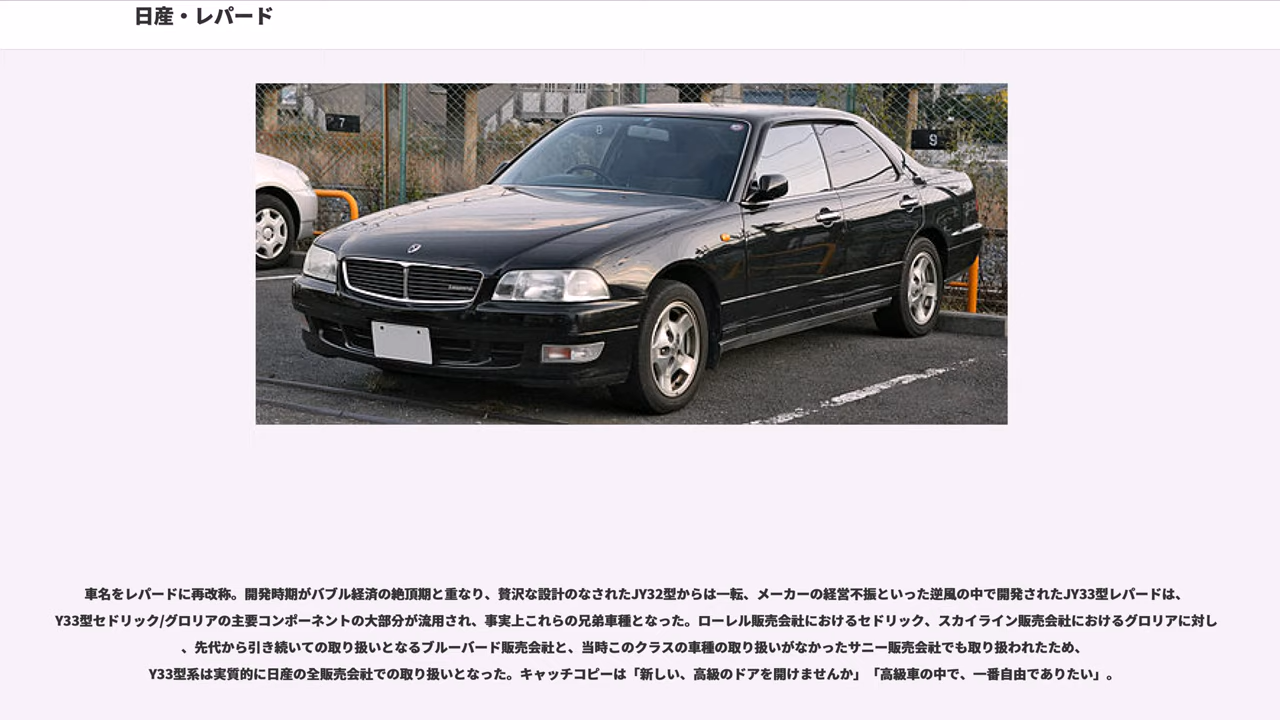 日産・レパード
7
9
車名をレパードに再改称。開発時期がバブル経済の絶頂期と重なり、贅沢な設計のなされたJY32型からは一転、メーカーの経営不振といった逆風の中で開発されたJY33型レパードは、
Y33型セドリック/グロリアの主要コンポーネントの大部分が流用され、事実上これらの兄弟車種となった。ローレル販売会社におけるセドリック、スカイライン販売会社におけるグロリアに対し
、先代から引き続いての取り扱いとなるブルーバード販売会社と、当時このクラスの車種の取り扱いがなかったサニー販売会社でも取り扱われたため、
Y33型系は実質的に日産の全販売会社での取り扱いとなった。キャッチコピーは「新しい、高級のドアを開けませんか」「高級車の中で、一番自由でありたい」。